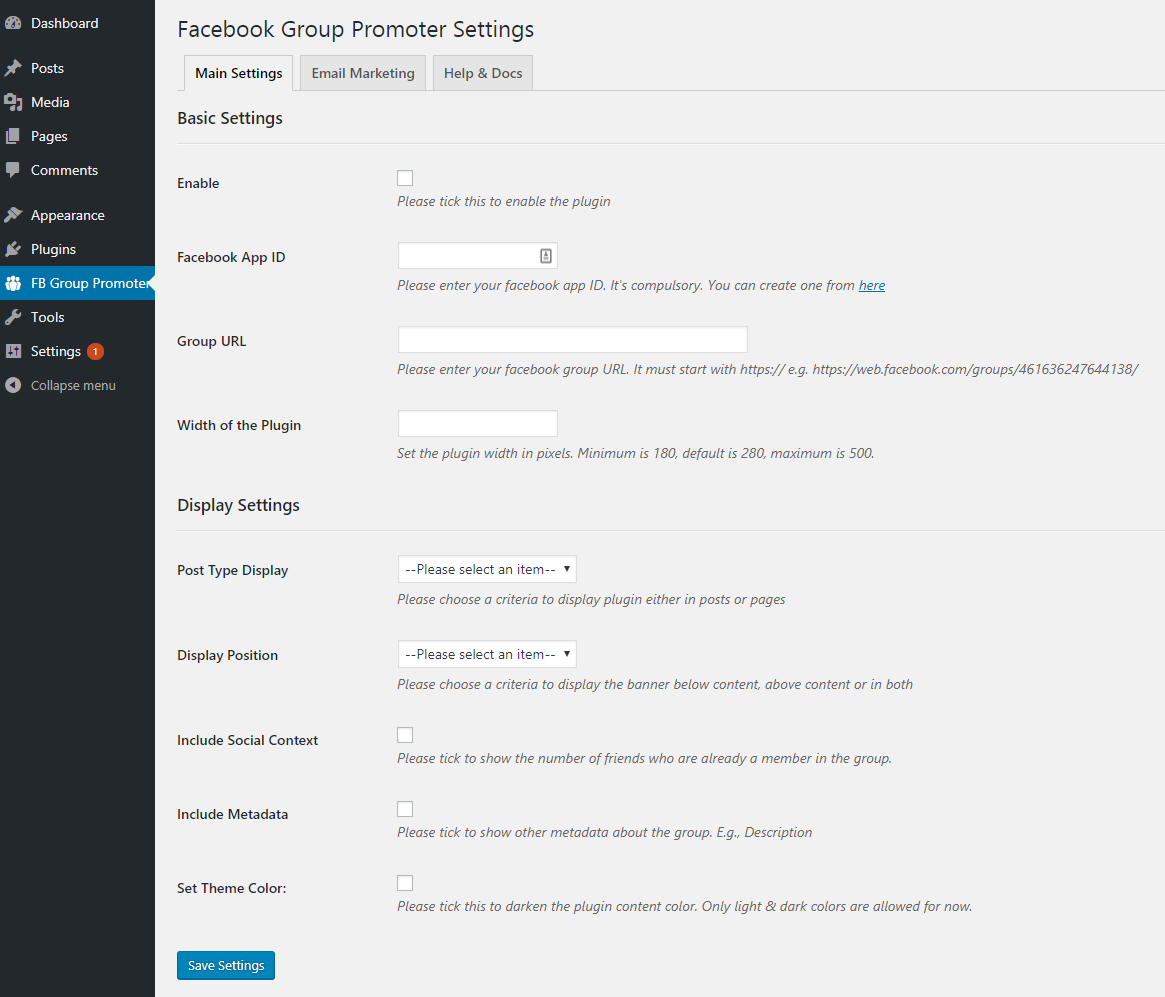 Dashboard
Posts
Media
Pages
Comments
Appearance
Plugins
FB Group Promoter
Tools
Settings 1
Collapse menu
Facebook Group Promoter Settings
Main Settings Email Marketing Help & Docs
Basic Settings
Enable
Please tick this to enable the plugin
Facebook App ID
Please enter your facebook app ID. It's compulsory. You can create one from here
Group URL
Please enter your facebook group URL. It must start with https:// e.g. https://web.facebook.com/groups/461636247644138/
Width of the Plugin
Set the plugin width in pixels. Minimum is 180, default is 280, maximum is 500.
Display Settings
Post Type Display --Please select an item--
Please choose a criteria to display plugin either in posts or pages
Display Position --Please select an item--
Please choose a criteria to display the banner below content, above content or in both
Include Social Context
Please tick to show the number of friends who are already a member in the group.
Include Metadata
Please tick to show other metadata about the group. E.g., Description
Set Theme Color:
Please tick this to darken the plugin content color. Only light & dark colors are allowed for now.
Save Settings